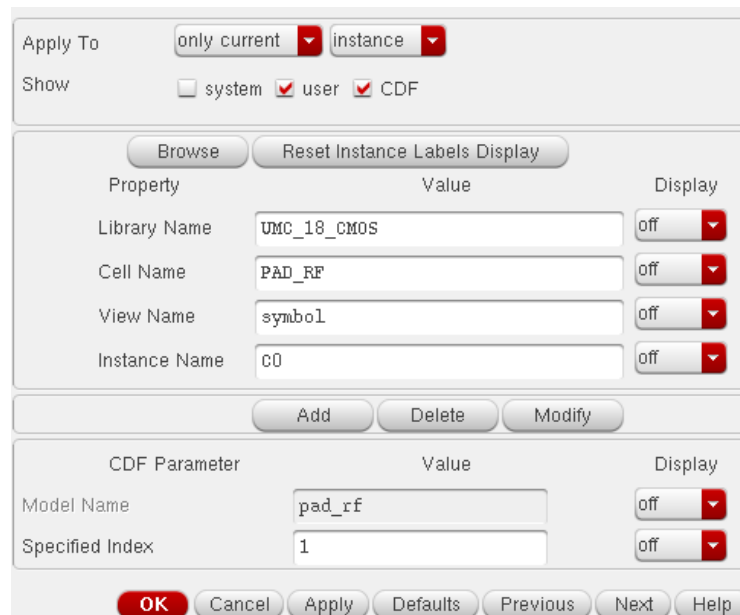 Apply To only current instance
Show system user CDF
Browse Reset Instance Labels Display
Property Value Display
Library Name UMC_18_CMOS off
Cell Name PAD_RF off
View Name symbol off
Instance Name C0 off
Add Delete Modify
CDF Parameter Value Display
Model Name pad_rf off
Specified Index 1 off
OK Cancel Apply Defaults Previous Next Help